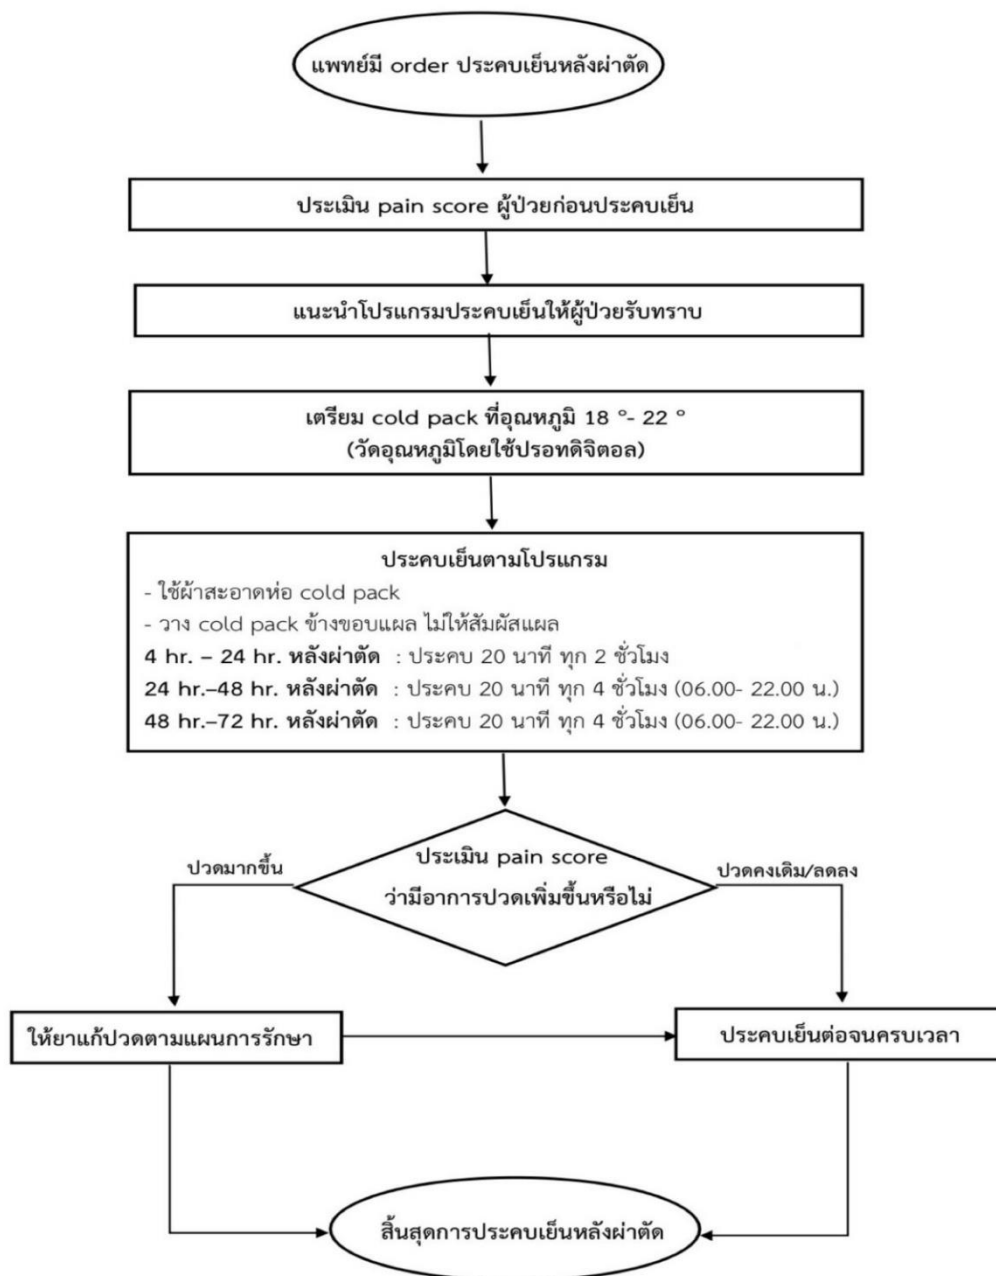 แพทย์มี order ประคบเย็นหลังผ่าตัด
ประเมิน pain score ผู้ป่วยก่อนประคบเย็น
แนะนำโปรแกรมประคบเย็นให้ผู้ป่วยรับทราบ
เตรียม cold pack ที่อุณหภูมิ 18 °- 22 °
(วัดอุณหภูมิโดยใช้ปรอทดิจิตอล)
ประคบเย็นตามโปรแกรม
- ใช้ผ้าสะอาดห่อ cold pack
- วาง cold pack ข้างขอบแผล ไม่ให้สัมผัสแผล
4 hr. – 24 hr. หลังผ่าตัด : ประคบ 20 นาที ทุก 2 ชั่วโมง
24 hr.–48 hr. หลังผ่าตัด : ประคบ 20 นาที ทุก 4 ชั่วโมง (06.00- 22.00 น.)
48 hr.–72 hr. หลังผ่าตัด : ประคบ 20 นาที ทุก 4 ชั่วโมง (06.00- 22.00 น.)
ประเมิน pain score
ว่ามีอาการปวดเพิ่มขึ้นหรือไม่
ปวดมากขึ้น
ปวดคงเดิม/ลดลง
ให้ยาแก้ปวดตามแผนการรักษา
ประคบเย็นต่อจนครบเวลา
สิ้นสุดการประคบเย็นหลังผ่าตัด